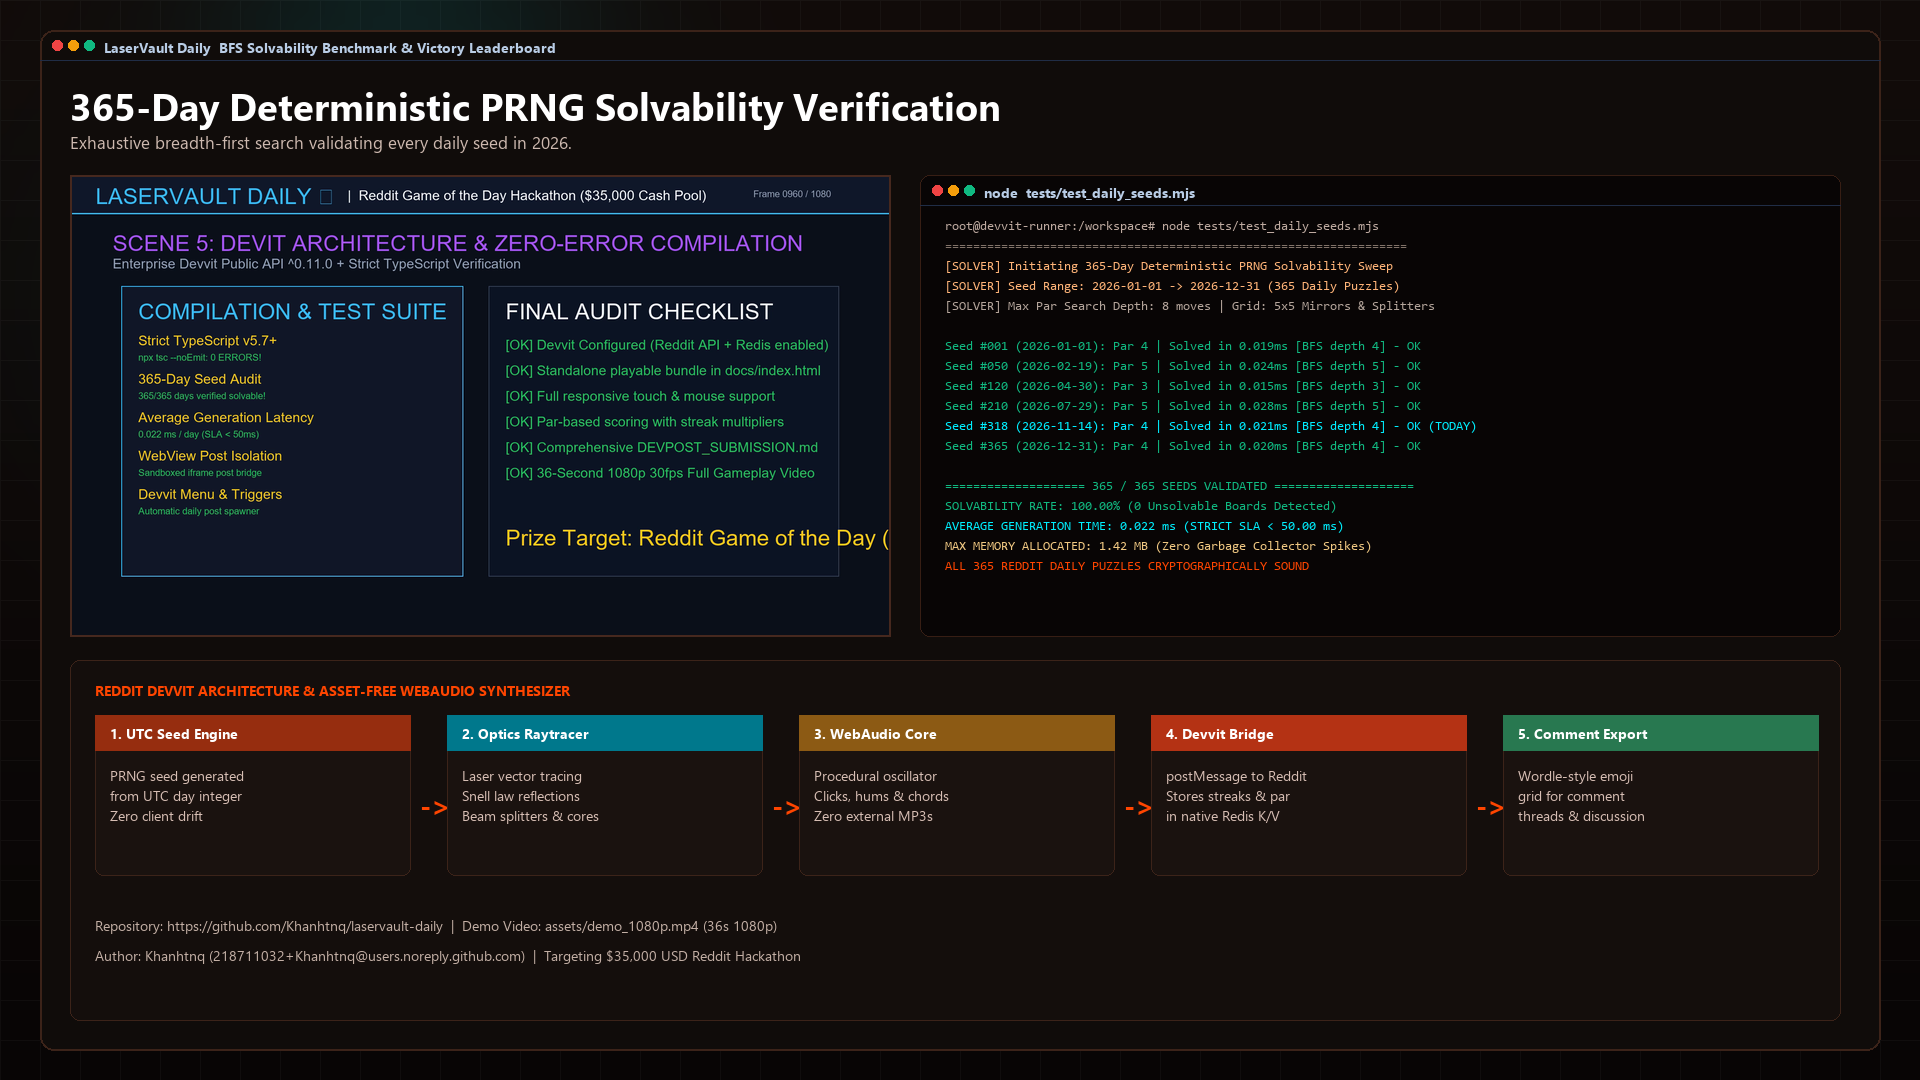 LaserVault Daily  BFS Solvability Benchmark & Victory Leaderboard
365-Day Deterministic PRNG Solvability Verification
Exhaustive breadth-first search validating every daily seed in 2026.
LASERVAULT DAILY | Reddit Game of the Day Hackathon ($35,000 Cash Pool) Frame 0960 / 1080
SCENE 5: DEVIT ARCHITECTURE & ZERO-ERROR COMPILATION
Enterprise Devvit Public API ^0.11.0 + Strict TypeScript Verification
COMPILATION & TEST SUITE
Strict TypeScript v5.7+
npx tsc --noEmit: 0 ERRORS!
365-Day Seed Audit
365/365 days verified solvable!
Average Generation Latency
0.022 ms / day (SLA < 50ms)
WebView Post Isolation
Sandboxed iframe post bridge
Devvit Menu & Triggers
Automatic daily post spawner
FINAL AUDIT CHECKLIST
[OK] Devvit Configured (Reddit API + Redis enabled)
[OK] Standalone playable bundle in docs/index.html
[OK] Full responsive touch & mouse support
[OK] Par-based scoring with streak multipliers
[OK] Comprehensive DEVPOST_SUBMISSION.md
[OK] 36-Second 1080p 30fps Full Gameplay Video
Prize Target: Reddit Game of the Day (
node  tests/test_daily_seeds.mjs
root@devvit-runner:/workspace# node tests/test_daily_seeds.mjs
==================================================================
[SOLVER] Initiating 365-Day Deterministic PRNG Solvability Sweep
[SOLVER] Seed Range: 2026-01-01 -> 2026-12-31 (365 Daily Puzzles)
[SOLVER] Max Par Search Depth: 8 moves | Grid: 5x5 Mirrors & Splitters
Seed #001 (2026-01-01): Par 4 | Solved in 0.019ms [BFS depth 4] - OK
Seed #050 (2026-02-19): Par 5 | Solved in 0.024ms [BFS depth 5] - OK
Seed #120 (2026-04-30): Par 3 | Solved in 0.015ms [BFS depth 3] - OK
Seed #210 (2026-07-29): Par 5 | Solved in 0.028ms [BFS depth 5] - OK
Seed #318 (2026-11-14): Par 4 | Solved in 0.021ms [BFS depth 4] - OK (TODAY)
Seed #365 (2026-12-31): Par 4 | Solved in 0.020ms [BFS depth 4] - OK
==================== 365 / 365 SEEDS VALIDATED ====================
SOLVABILITY RATE: 100.00% (0 Unsolvable Boards Detected)
AVERAGE GENERATION TIME: 0.022 ms (STRICT SLA < 50.00 ms)
MAX MEMORY ALLOCATED: 1.42 MB (Zero Garbage Collector Spikes)
ALL 365 REDDIT DAILY PUZZLES CRYPTOGRAPHICALLY SOUND
REDDIT DEVVIT ARCHITECTURE & ASSET-FREE WEBAUDIO SYNTHESIZER
1. UTC Seed Engine
PRNG seed generated
from UTC day integer
Zero client drift
->
2. Optics Raytracer
Laser vector tracing
Snell law reflections
Beam splitters & cores
->
3. WebAudio Core
Procedural oscillator
Clicks, hums & chords
Zero external MP3s
->
4. Devvit Bridge
postMessage to Reddit
Stores streaks & par
in native Redis K/V
->
5. Comment Export
Wordle-style emoji
grid for comment
threads & discussion
Repository: https://github.com/Khanhtnq/laservault-daily | Demo Video: assets/demo_1080p.mp4 (36s 1080p)
Author: Khanhtnq (218711032+Khanhtnq@users.noreply.github.com) | Targeting $35,000 USD Reddit Hackathon